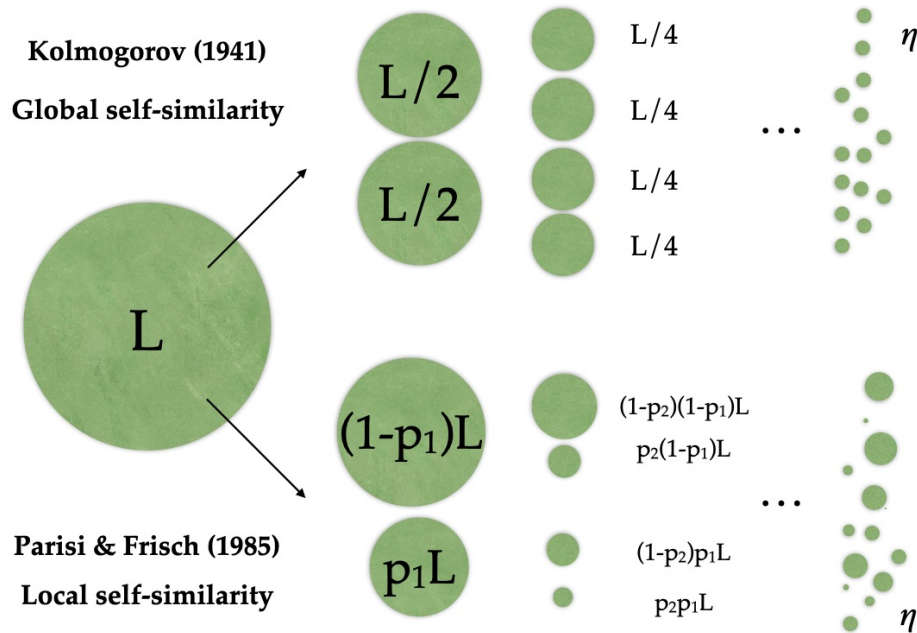 Kolmogorov (1941)
Global self-similarity
L
L/2
L/2
L/4
L/4
L/4
L/4
...
η
Parisi & Frisch (1985)
Local self-similarity
(1-p₁)L
p₁L
(1-p₂)(1-p₁)L
p₂(1-p₁)L
(1-p₂)p₁L
p₂p₁L
...
η